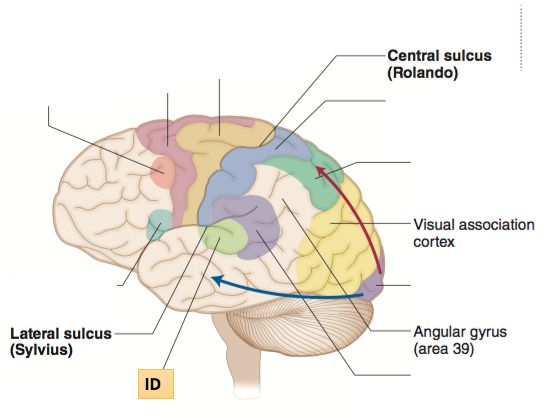 Central sulcus
(Rolando)
Visual association
cortex
Lateral sulcus
(Sylvius)
Angular gyrus
(area 39)
ID